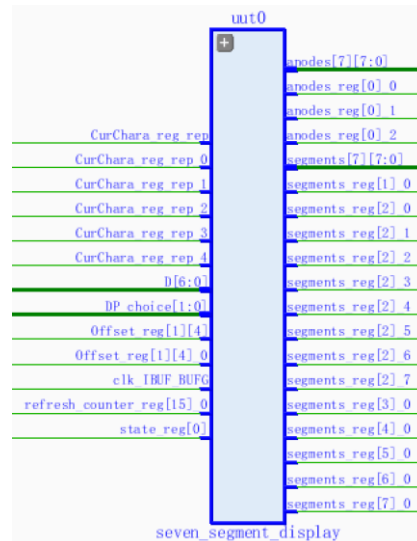 uut0
anodes[7][7:0]
anodes_reg[0]_0
anodes_reg[0]_1
CurChara_reg_rep
anodes_reg[0]_2
CurChara_reg_rep_0
segments[7][7:0]
CurChara_reg_rep_1
segments_reg[1]_0
CurChara_reg_rep_2
segments_reg[2]_0
CurChara_reg_rep_3
segments_reg[2]_1
CurChara_reg_rep_4
segments_reg[2]_2
D[6:0]
segments_reg[2]_3
DP_choice[1:0]
segments_reg[2]_4
Offset_reg[1][4]
segments_reg[2]_5
Offset_reg[1][4]_0
segments_reg[2]_6
clk_IBUF_BUFG
segments_reg[2]_7
refresh_counter_reg[15]_0
segments_reg[3]_0
state_reg[0]
segments_reg[4]_0
segments_reg[5]_0
segments_reg[6]_0
segments_reg[7]_0
seven_segment_display